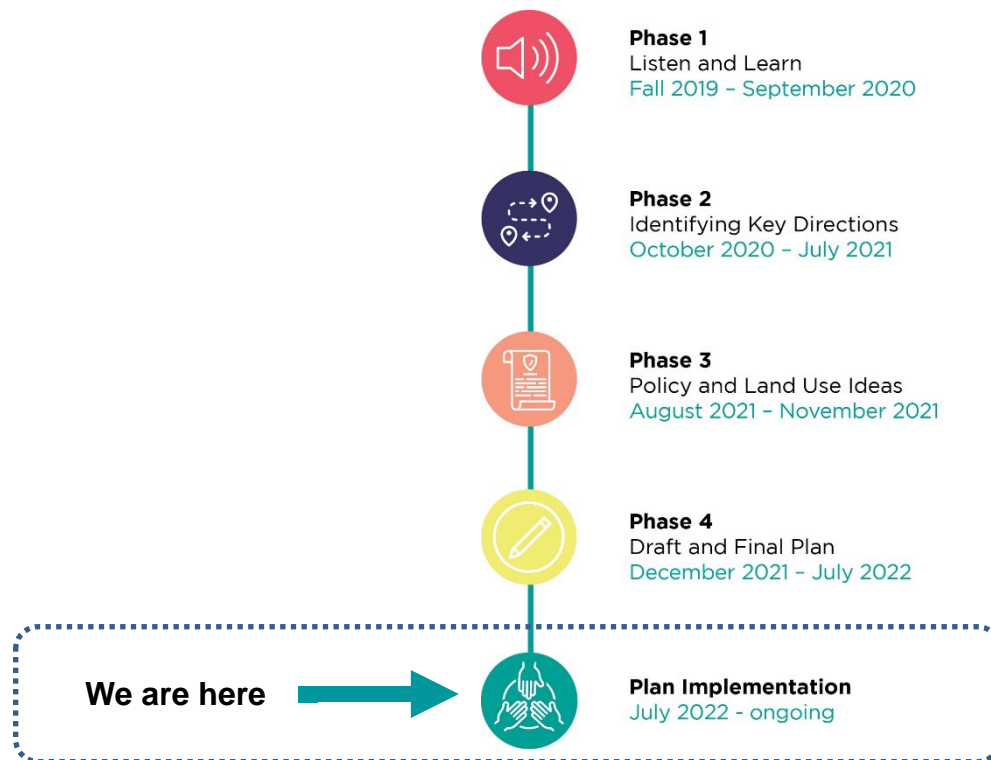 Phase 1
Listen and Learn
Fall 2019 – September 2020
Phase 2
Identifying Key Directions
October 2020 – July 2021
Phase 3
Policy and Land Use Ideas
August 2021 – November 2021
Phase 4
Draft and Final Plan
December 2021 – July 2022
We are here
Plan Implementation
July 2022 - ongoing